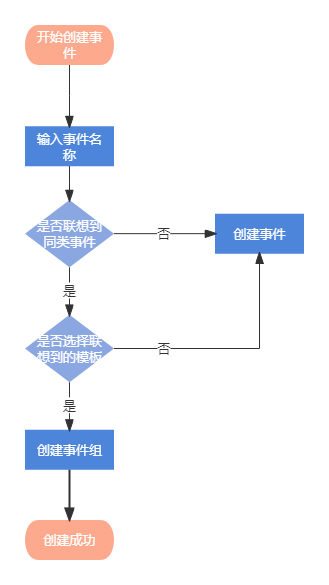 开始创建事
件
输入事件名
称
是否联想到
同类事件
否
创建事件
是
是否选择联
想到的模板
否
是
创建事件组
创建成功